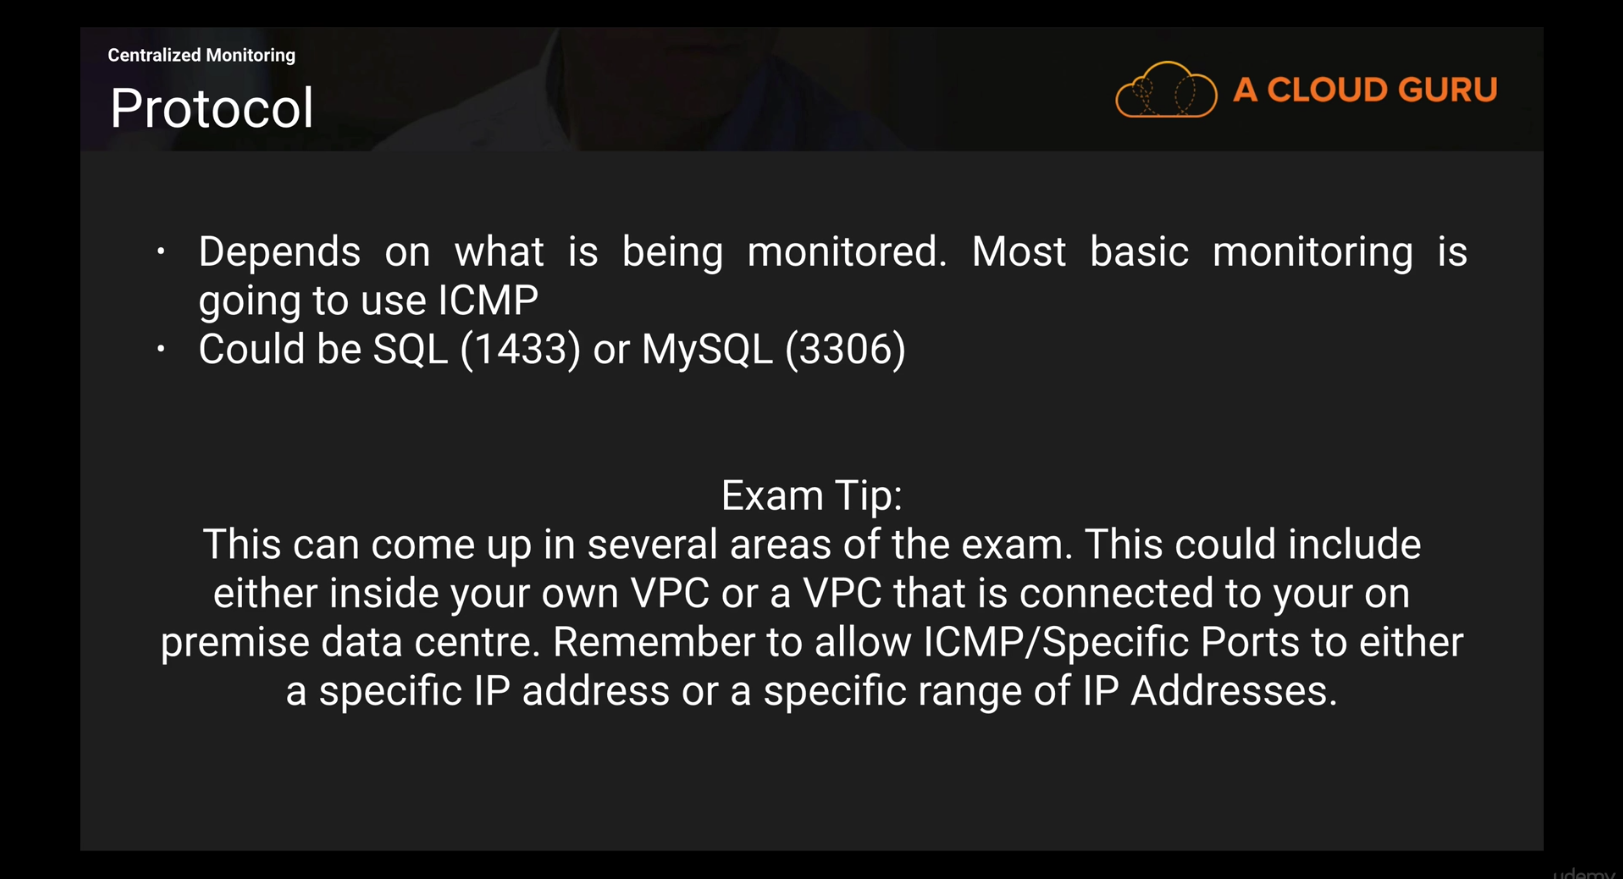 Centralized Monitoring
Protocol
A CLOUD GURU
• Depends on what is being monitored. Most basic monitoring is
going to use ICMP
• Could be SQL (1433) or MySQL (3306)
Exam Tip:
This can come up in several areas of the exam. This could include
either inside your own VPC or a VPC that is connected to your on
premise data centre. Remember to allow ICMP/Specific Ports to either
a specific IP address or a specific range of IP Addresses.
udemy